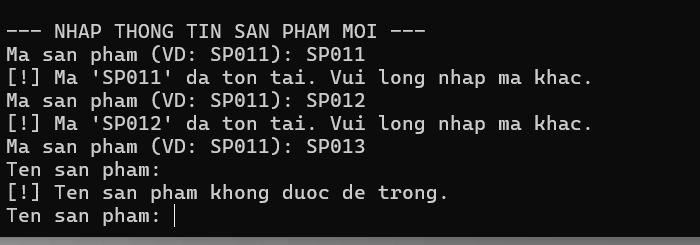 --- NHAP THONG TIN SAN PHAM MOI ---
Ma san pham (VD: SP011): SP011
[!] Ma 'SP011' da ton tai. Vui long nhap ma khac.
Ma san pham (VD: SP011): SP012
[!] Ma 'SP012' da ton tai. Vui long nhap ma khac.
Ma san pham (VD: SP011): SP013
Ten san pham:
[!] Ten san pham khong duoc de trong.
Ten san pham: